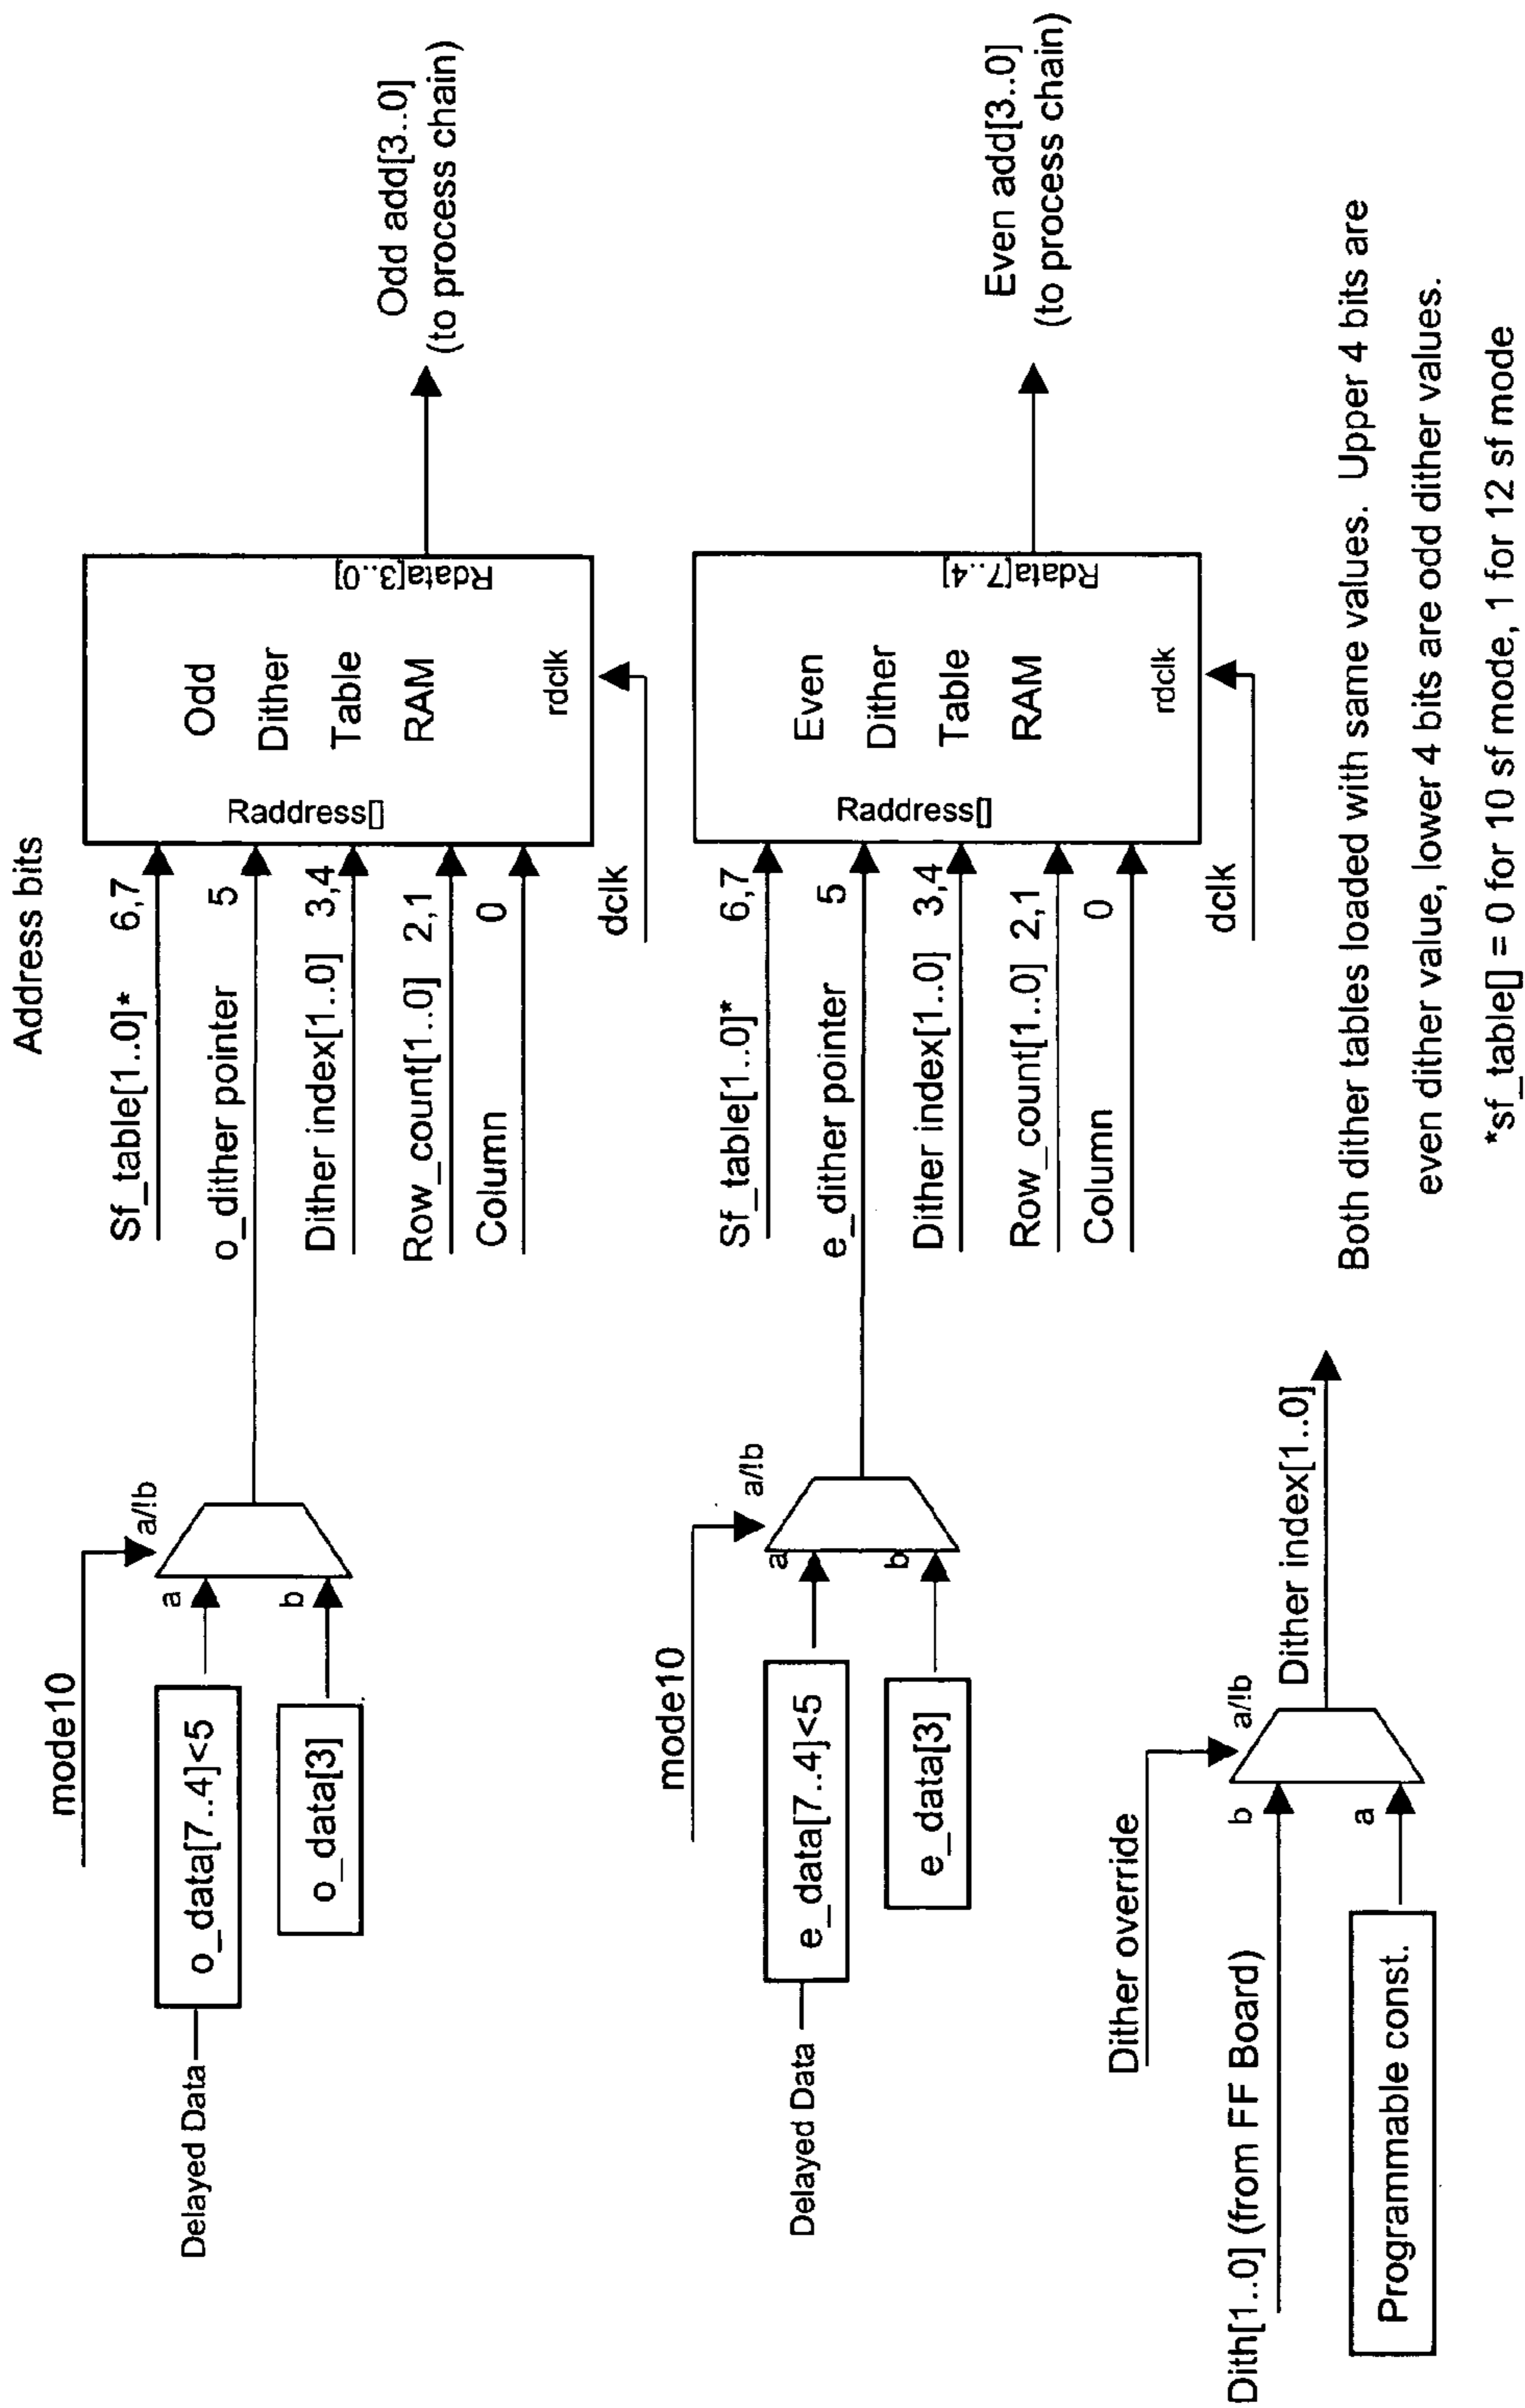 Address bits
mode10
a/!b
Delayed Data
o_data[7..4]<5
a
o_data[3]
b
Sf_table[1..0]* 6,7
o_dither pointer 5
Dither index[1..0] 3,4
Row_count[1..0] 2,1
Column 0
dclk
Raddress[]
Odd
Dither
Table
RAM
rdclk
Rdata[3..0]
Odd add[3..0]
(to process chain)
mode10
a/!b
Delayed Data
e_data[7..4]<5
a
e_data[3]
b
Sf_table[1..0]* 6,7
e_dither pointer 5
Dither index[1..0] 3,4
Row_count[1..0] 2,1
Column 0
dclk
Raddress[]
Even
Dither
Table
RAM
rdclk
Rdata[7..4]
Even add[3..0]
(to process chain)
Dither override
a/!b
Dith[1..0] (from FF Board)
b
Programmable const.
a
Dither index[1..0]
Both dither tables loaded with same values. Upper 4 bits are
even dither value, lower 4 bits are odd dither values.
*sf_table[] = 0 for 10 sf mode, 1 for 12 sf mode